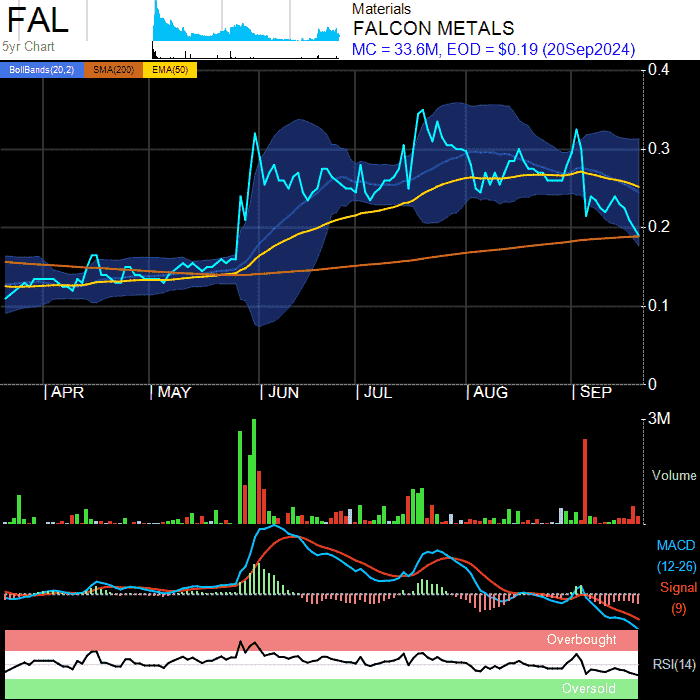 FAL
5yr Chart
Materials
FALCON METALS
MC = 33.6M, EOD = $0.19 (20Sep2024)
BollBands(20,2) SMA(200) EMA(50)
0.4
0.3
0.2
0.1
0
APR MAY JUN JUL AUG SEP
3M
Volume
MACD
(12-26)
Signal
(9)
Overbought
RSI(14)
Oversold